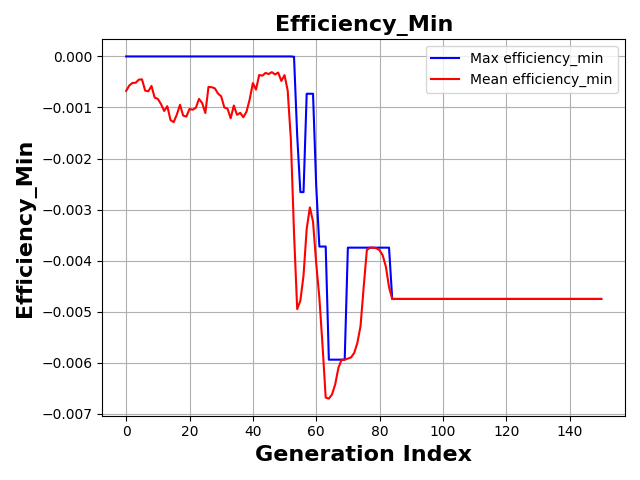 Efficiency_Min
Max efficiency_min
Mean efficiency_min
Efficiency_Min
0.000
−0.001
−0.002
−0.003
−0.004
−0.005
−0.006
−0.007
0 20 40 60 80 100 120 140
Generation Index